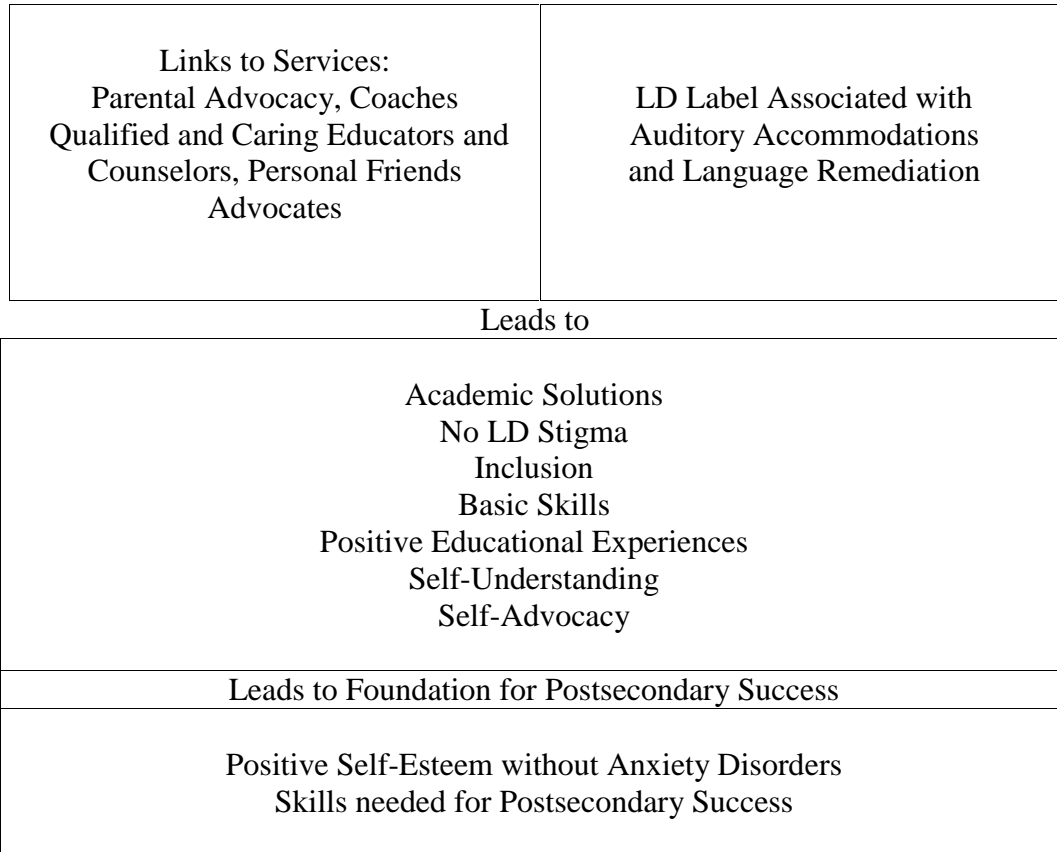 Links to Services:
Parental Advocacy, Coaches
Qualified and Caring Educators and
Counselors, Personal Friends
Advocates
LD Label Associated with
Auditory Accommodations
and Language Remediation
Leads to
Academic Solutions
No LD Stigma
Inclusion
Basic Skills
Positive Educational Experiences
Self-Understanding
Self-Advocacy
Leads to Foundation for Postsecondary Success
Positive Self-Esteem without Anxiety Disorders
Skills needed for Postsecondary Success